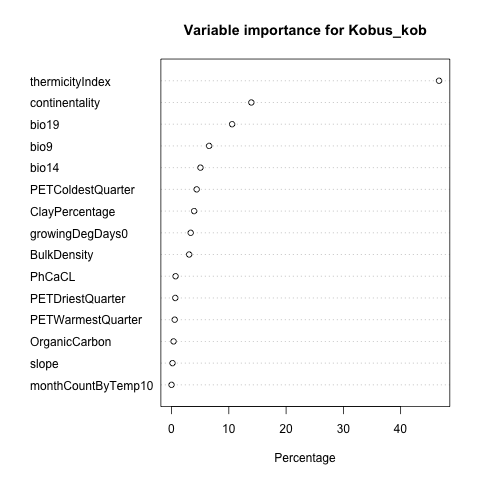 Variable importance for Kobus_kob
thermicityIndex
continentality
bio19
bio9
bio14
PETColdestQuarter
ClayPercentage
growingDegDays0
BulkDensity
PhCaCL
PETDriestQuarter
PETWarmestQuarter
OrganicCarbon
slope
monthCountByTemp10
0 10 20 30 40
Percentage